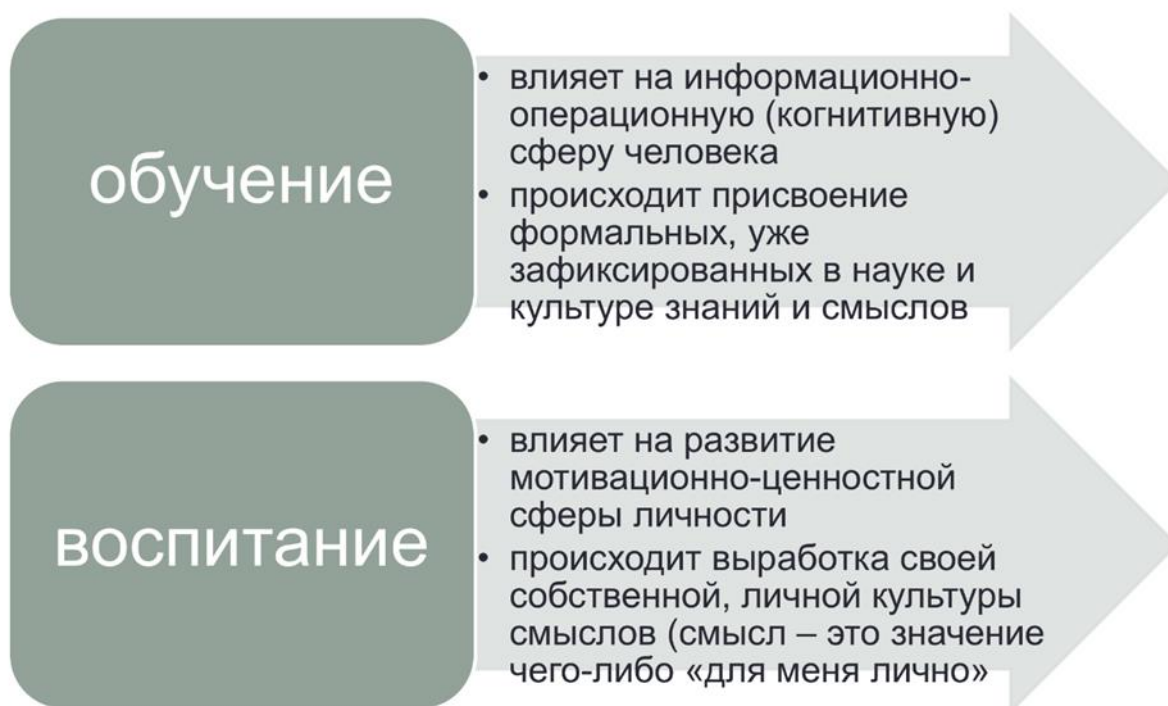 обучение
• влияет на информационно-
операционную (когнитивную)
сферу человека
• происходит присвоение
формальных, уже
зафиксированных в науке и
культуре знаний и смыслов
воспитание
• влияет на развитие
мотивационно-ценностной
сферы личности
• происходит выработка своей
собственной, личной культуры
смыслов (смысл – это значение
чего-либо «для меня лично»